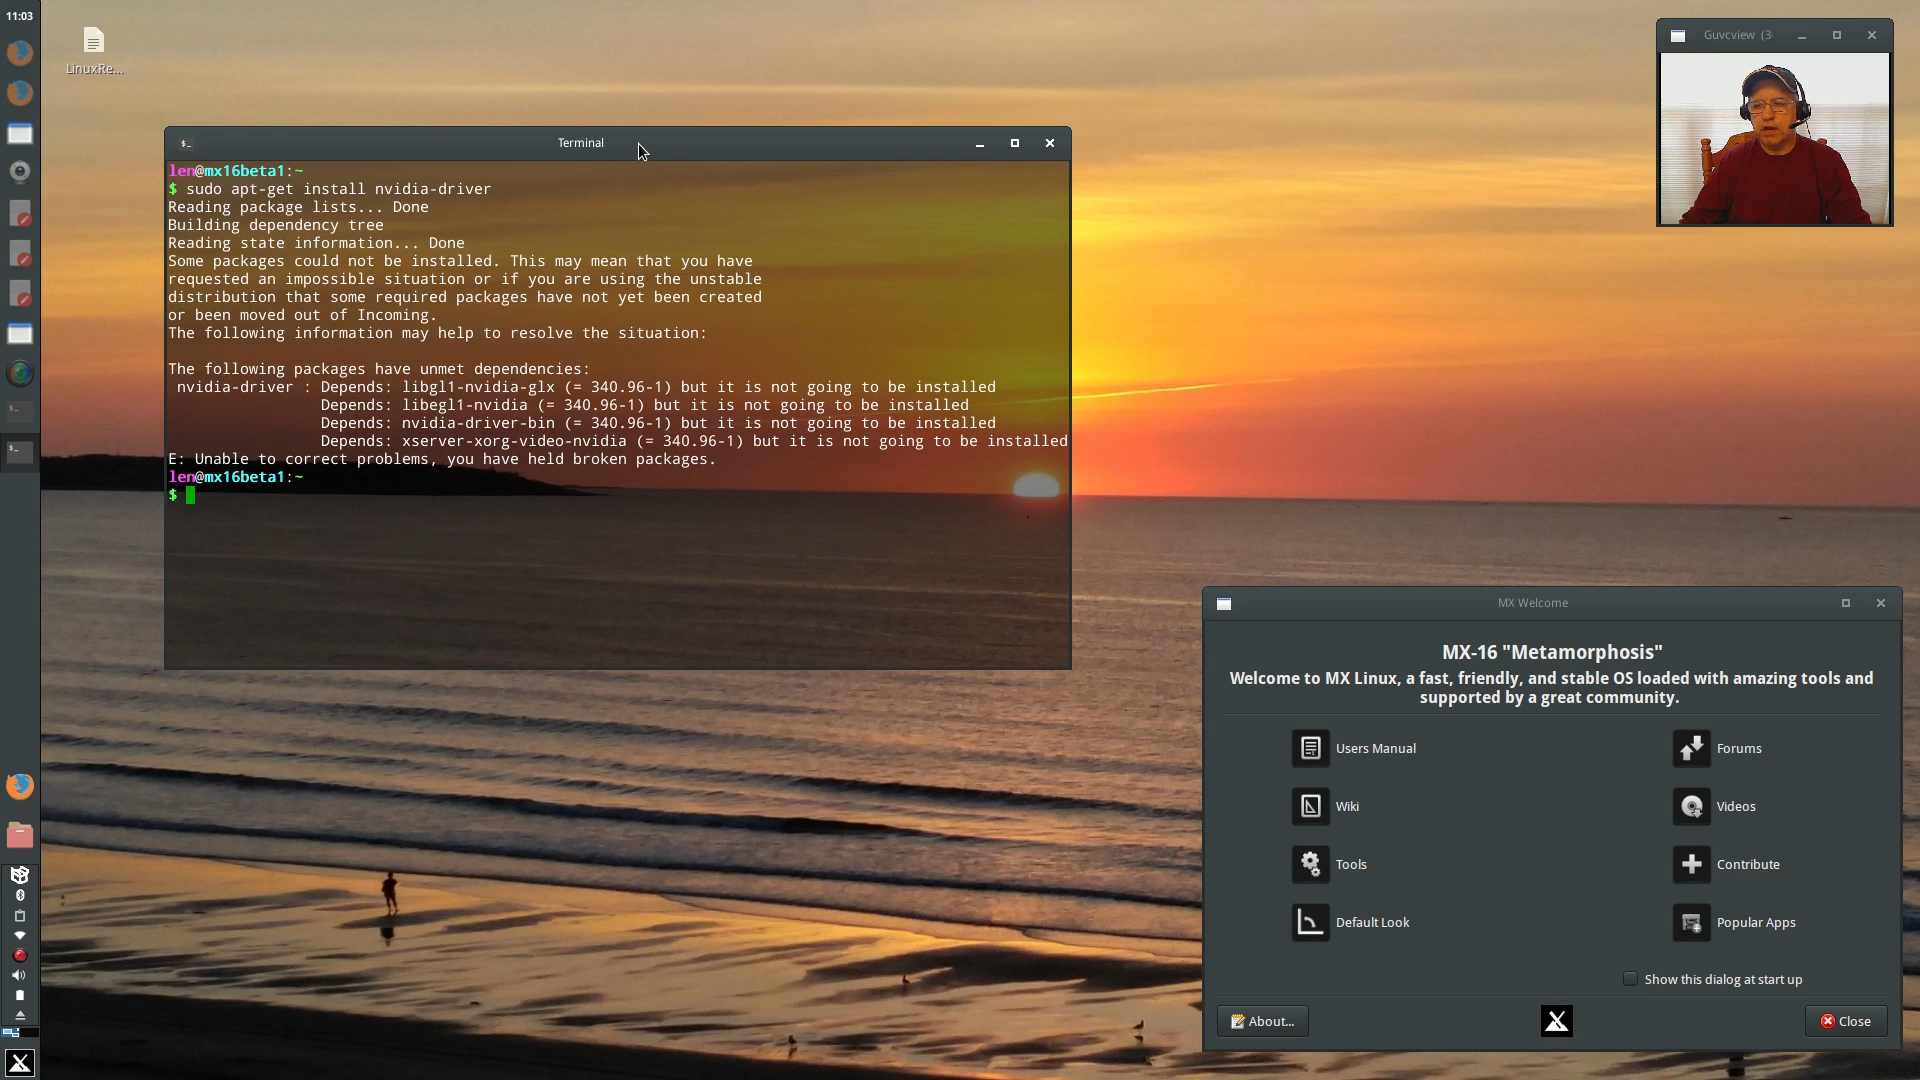 11:03
LinuxRe...
Guvcview (3
Terminal
len@mx16beta1:~
$ sudo apt-get install nvidia-driver
Reading package lists... Done
Building dependency tree
Reading state information... Done
Some packages could not be installed. This may mean that you have
requested an impossible situation or if you are using the unstable
distribution that some required packages have not yet been created
or been moved out of Incoming.
The following information may help to resolve the situation:
The following packages have unmet dependencies:
nvidia-driver : Depends: libgl1-nvidia-glx (= 340.96-1) but it is not going to be installed
Depends: libegl1-nvidia (= 340.96-1) but it is not going to be installed
Depends: nvidia-driver-bin (= 340.96-1) but it is not going to be installed
Depends: xserver-xorg-video-nvidia (= 340.96-1) but it is not going to be installed
E: Unable to correct problems, you have held broken packages.
len@mx16beta1:~
$
MX Welcome
MX-16 "Metamorphosis"
Welcome to MX Linux, a fast, friendly, and stable OS loaded with amazing tools and
supported by a great community.
Users Manual
Forums
Wiki
Videos
Tools
Contribute
Default Look
Popular Apps
Show this dialog at start up
About...
Close